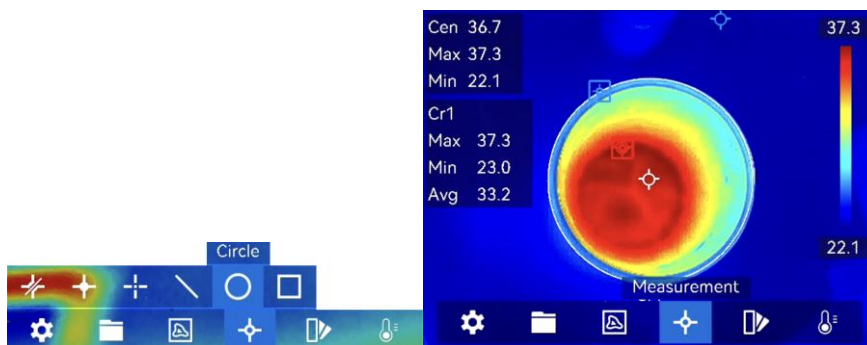 Circle
Cen 36.7
Max 37.3
Min 22.1
Cr1
Max 37.3
Min 23.0
Avg 33.2
37.3
22.1
Measurement